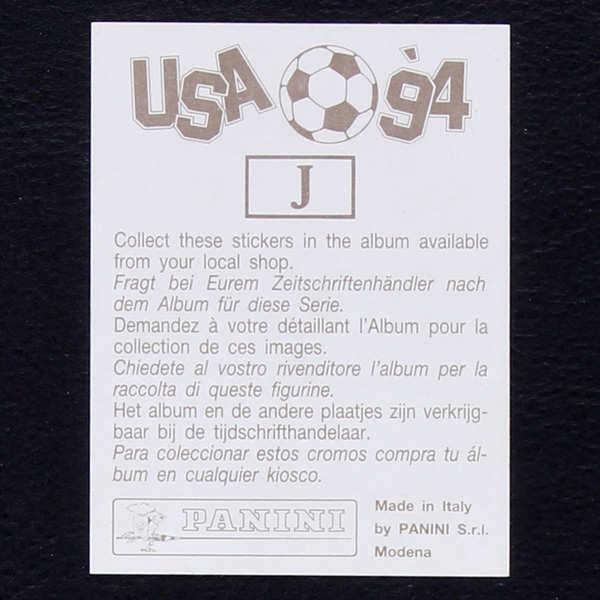 USA '94
J
Collect these stickers in the album available
from your local shop.
Fragt bei Eurem Zeitschriftenhändler nach
dem Album für diese Serie.
Demandez à votre détaillant l'Album pour la
collection de ces images.
Chiedete al vostro rivenditore l'album per la
raccolta di queste figurine.
Het album en de andere plaatjes zijn verkrijg-
baar bij de tijdschrifthandelaar.
Para coleccionar estos cromos compra tu ál-
bum en cualquier kiosco.
PANINI
Made in Italy
by PANINI S.r.l.
Modena